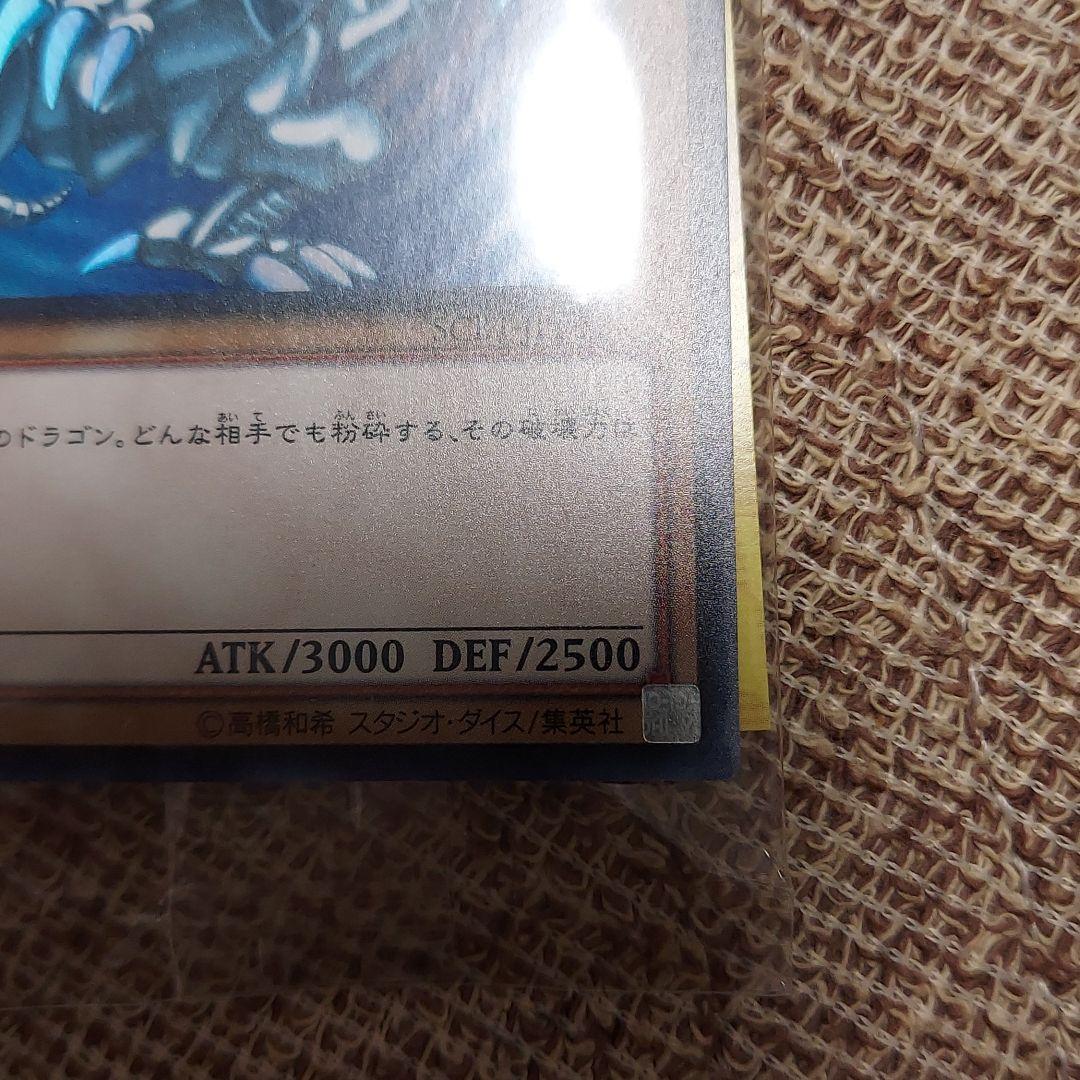 のドラゴン。どんな相手でも粉砕する、その破壊力は
ATK/3000 DEF/2500
©高橋和希 スタジオ・ダイス/集英社